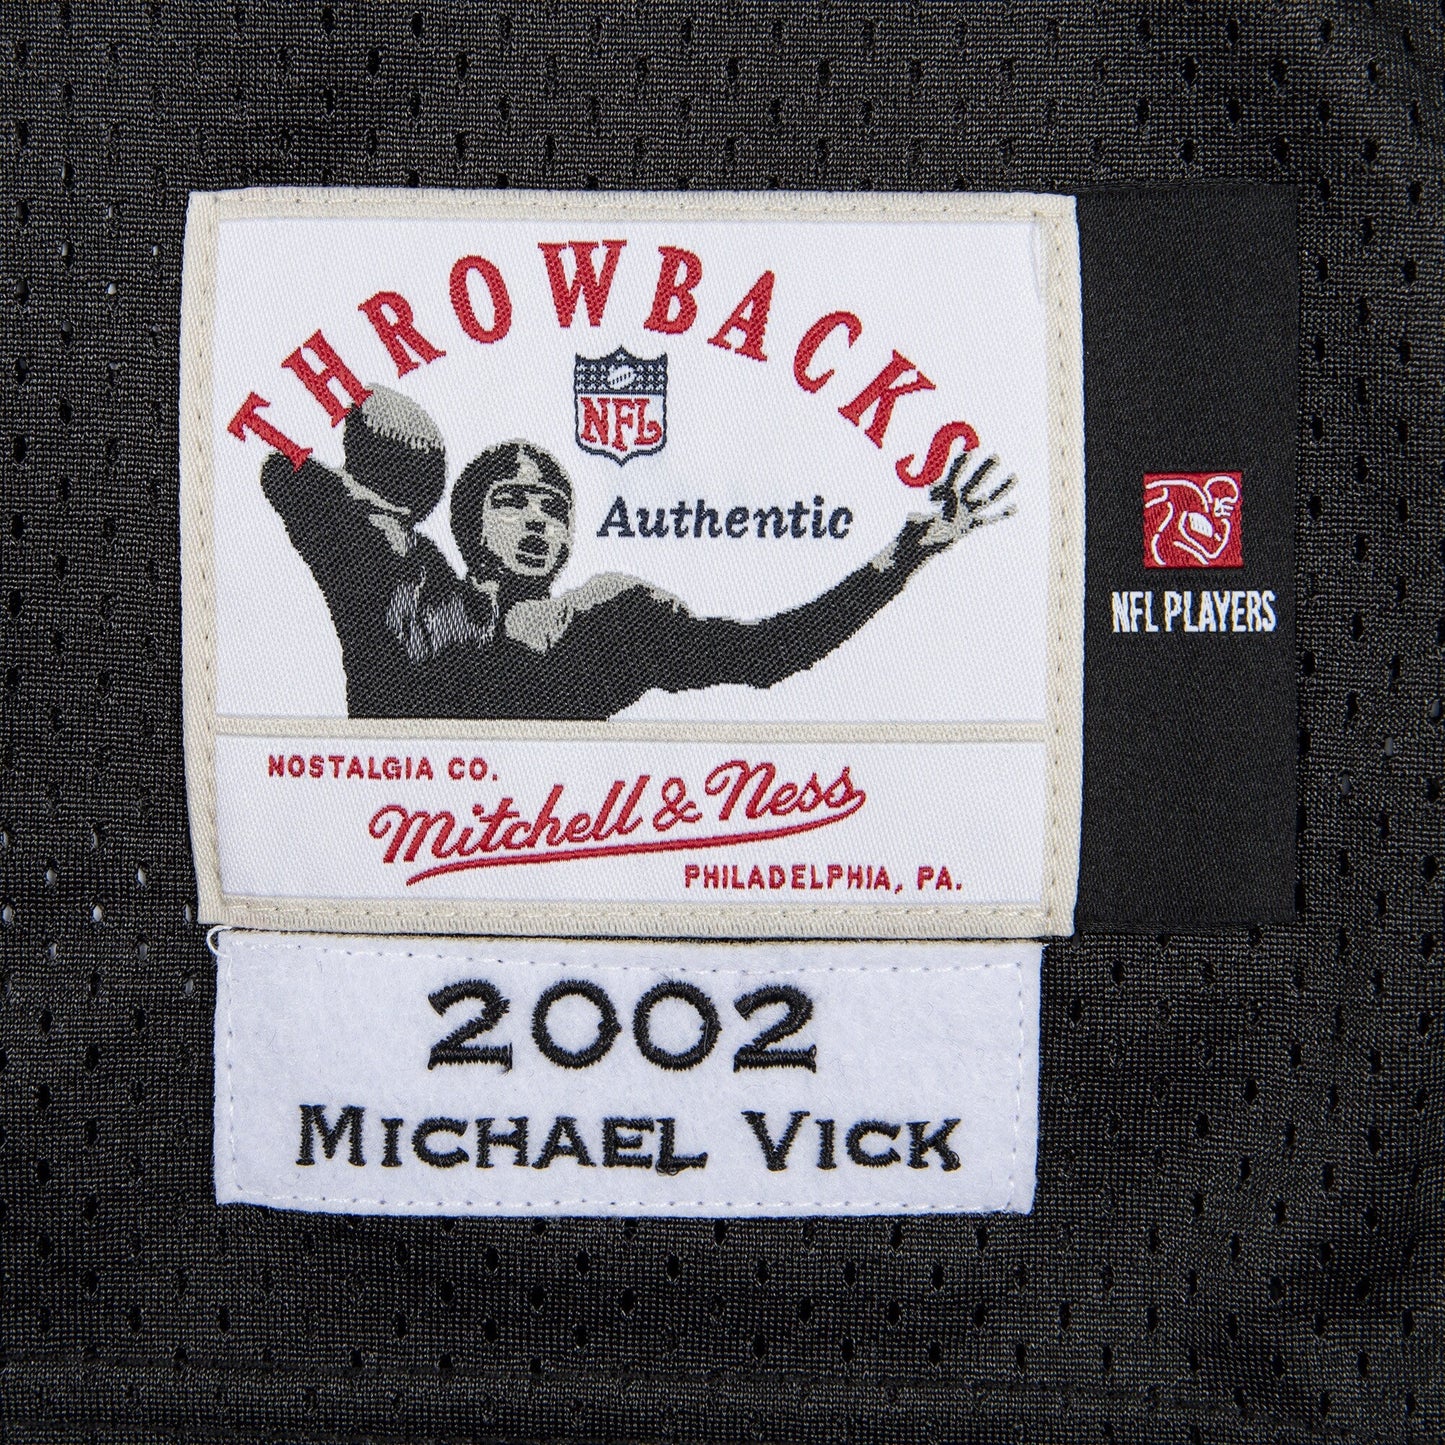 THROWBACKS
NFL
Authentic
NFL PLAYERS
NOSTALGIA CO.
Mitchell & Ness
PHILADELPHIA, PA.
2002
MICHAEL VICK